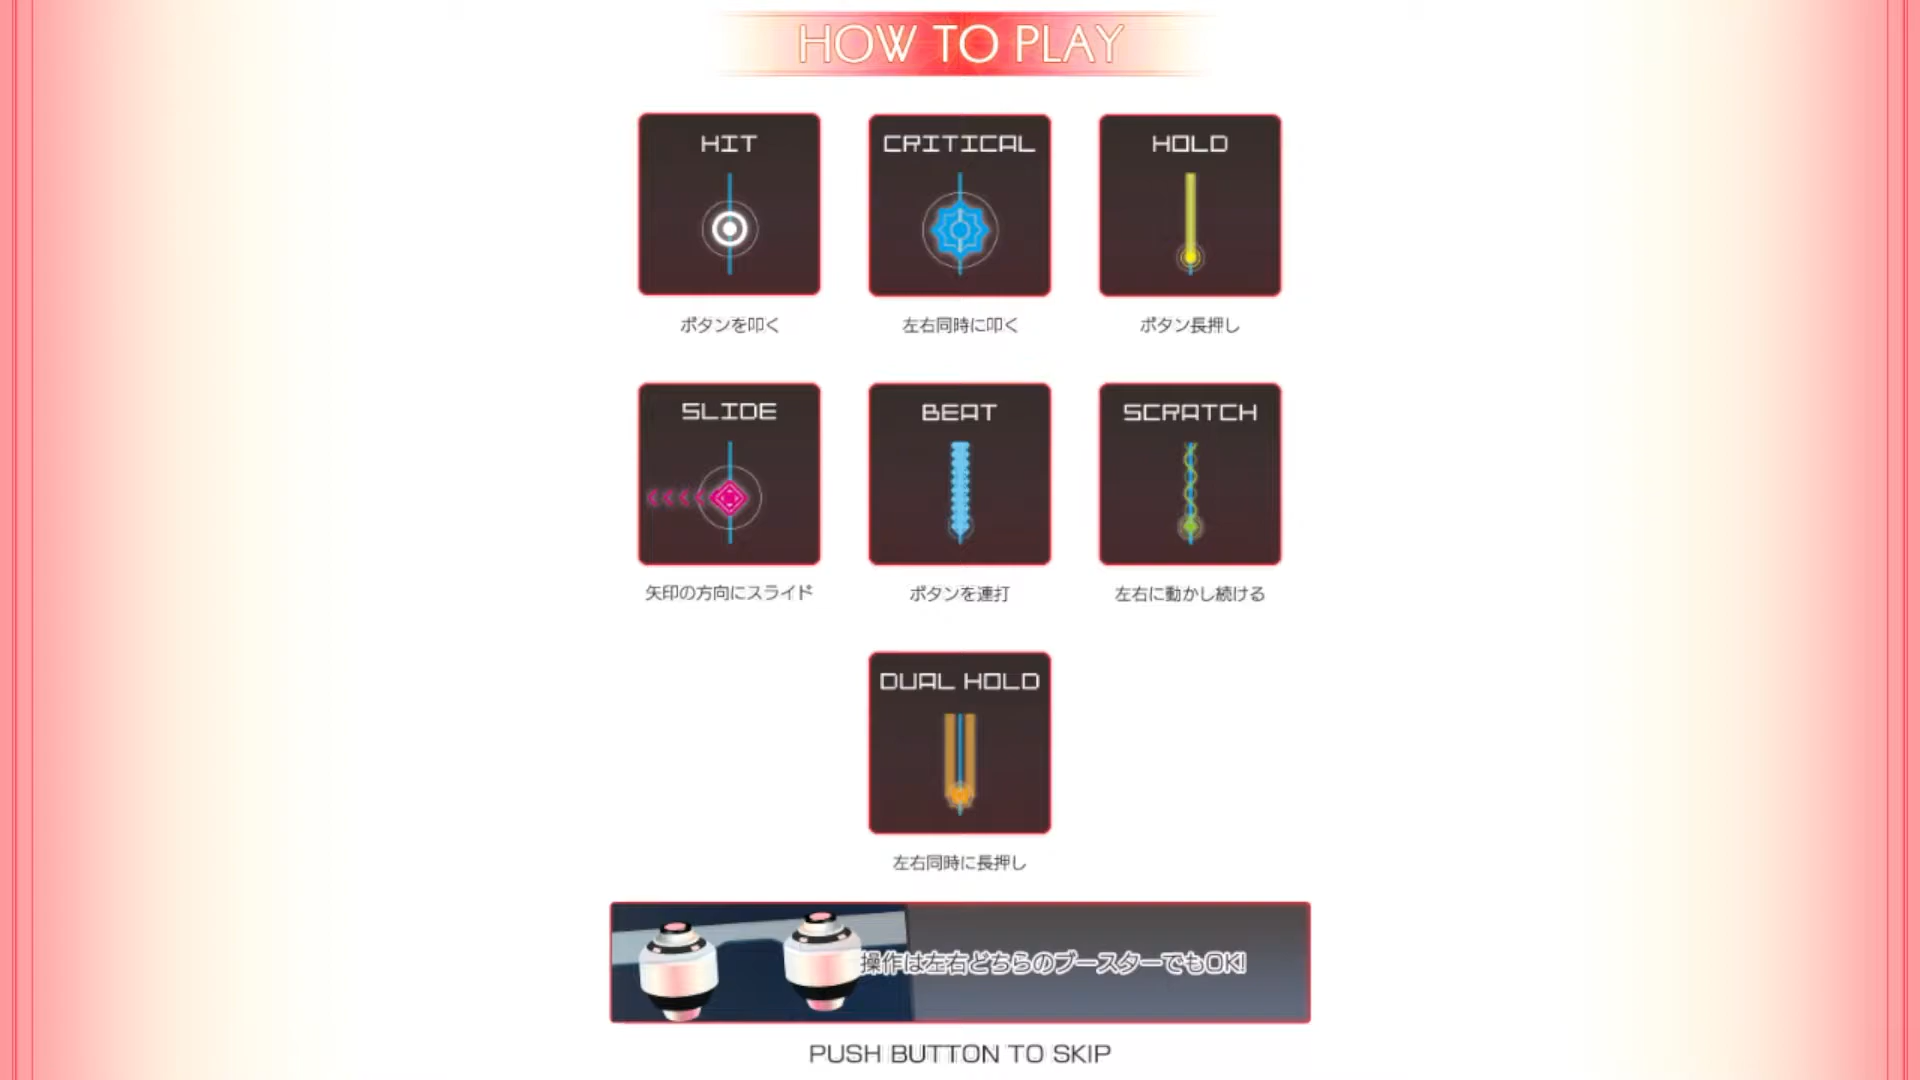 HOW TO PLAY
HIT
CRITICAL
HOLD
ボタンを叩く
左右同時に叩く
ボタン長押し
SLIDE
BEAT
SCRATCH
矢印の方向にスライド
ボタンを連打
左右に動かし続ける
DUAL HOLD
左右同時に長押し
操作は左右どちらのブースターでもOK!
PUSH BUTTON TO SKIP